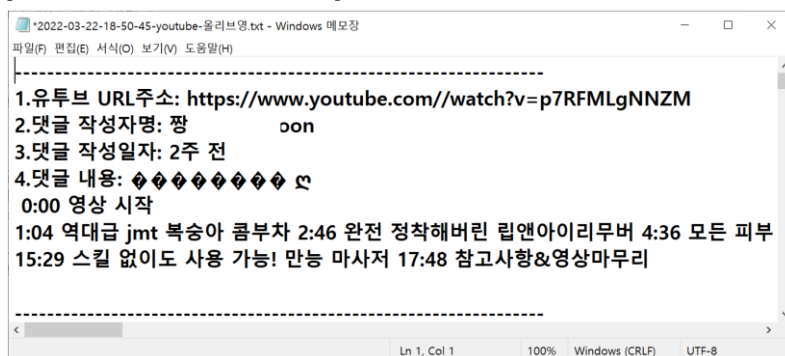 *2022-03-22-18-50-45-youtube-올리브영.txt - Windows 메모장
파일(F) 편집(E) 서식(O) 보기(V) 도움말(H)
---------------------------------------------------------------
1.유투브 URL주소: https://www.youtube.com//watch?v=p7RFMLgNNZM
2.댓글 작성자명: 짱 oon
3.댓글 작성일자: 2주 전
4.댓글 내용: �������� ღ
0:00 영상 시작
1:04 역대급 jmt 복숭아 콤부차 2:46 완전 정착해버린 립앤아이리무버 4:36 모든 피부
15:29 스킬 없이도 사용 가능! 만능 마사저 17:48 참고사항&영상마무리
---------------------------------------------------------------
Ln 1, Col 1 100% Windows (CRLF) UTF-8